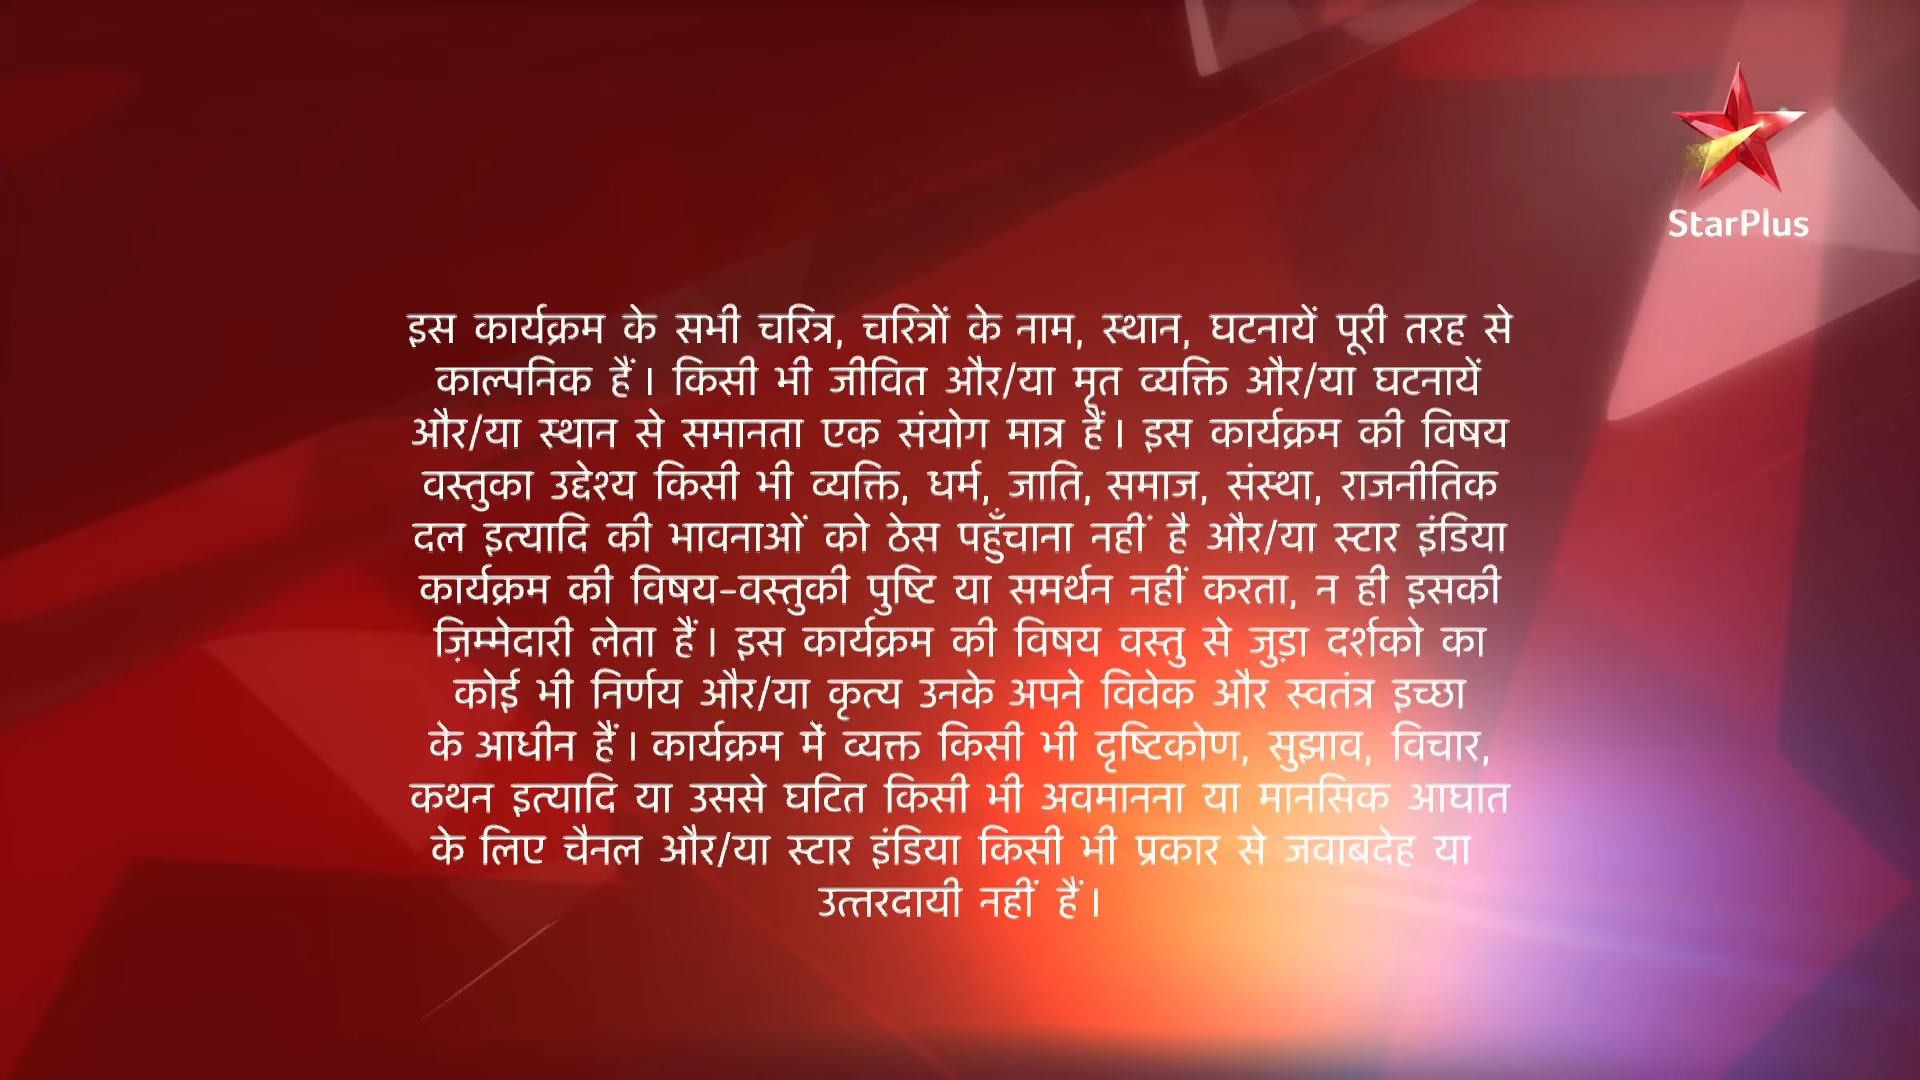 StarPlus
इस कार्यक्रम के सभी चरित्र, चरित्रों के नाम, स्थान, घटनायें पूरी तरह से
काल्पनिक हैं। किसी भी जीवित और/या मृत व्यक्ति और/या घटनायें
और/या स्थान से समानता एक संयोग मात्र हैं। इस कार्यक्रम की विषय
वस्तुका उद्देश्य किसी भी व्यक्ति, धर्म, जाति, समाज, संस्था, राजनीतिक
दल इत्यादि की भावनाओं को ठेस पहुँचाना नहीं है और/या स्टार इंडिया
कार्यक्रम की विषय-वस्तुकी पुष्टि या समर्थन नहीं करता, न ही इसकी
ज़िम्मेदारी लेता हैं। इस कार्यक्रम की विषय वस्तु से जुड़ा दर्शको का
कोई भी निर्णय और/या कृत्य उनके अपने विवेक और स्वतंत्र इच्छा
के आधीन हैं। कार्यक्रम में व्यक्त किसी भी दृष्टिकोण, सुझाव, विचार,
कथन इत्यादि या उससे घटित किसी भी अवमानना या मानसिक आघात
के लिए चैनल और/या स्टार इंडिया किसी भी प्रकार से जवाबदेह या
उत्तरदायी नहीं हैं।